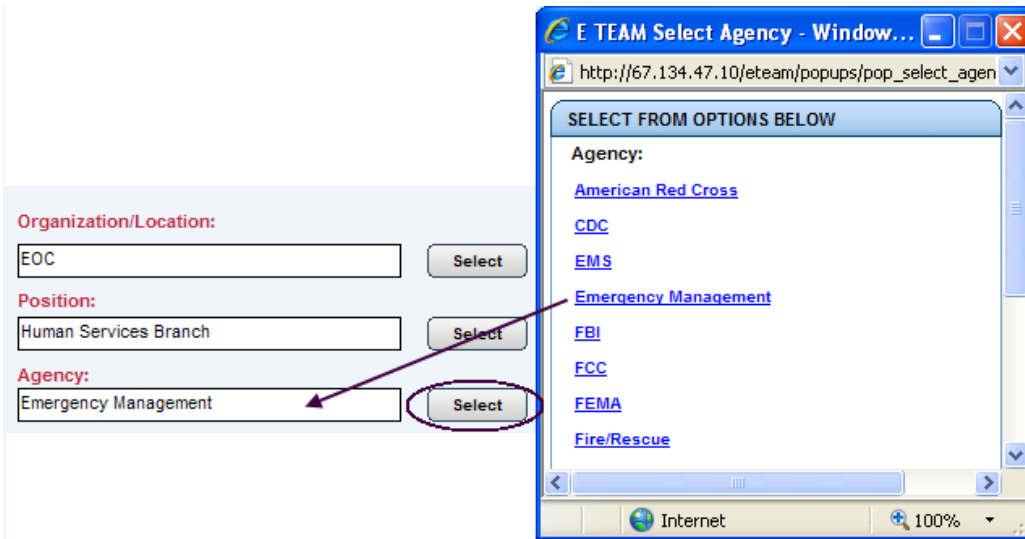 Organization/Location:
EOC
Select
Position:
Human Services Branch
Select
Agency:
Emergency Management
Select
E TEAM Select Agency - Window...
http://67.134.47.10/eteam/popups/pop_select_agen
SELECT FROM OPTIONS BELOW
Agency:
American Red Cross
CDC
EMS
Emergency Management
FBI
FCC
FEMA
Fire/Rescue
Internet
100%